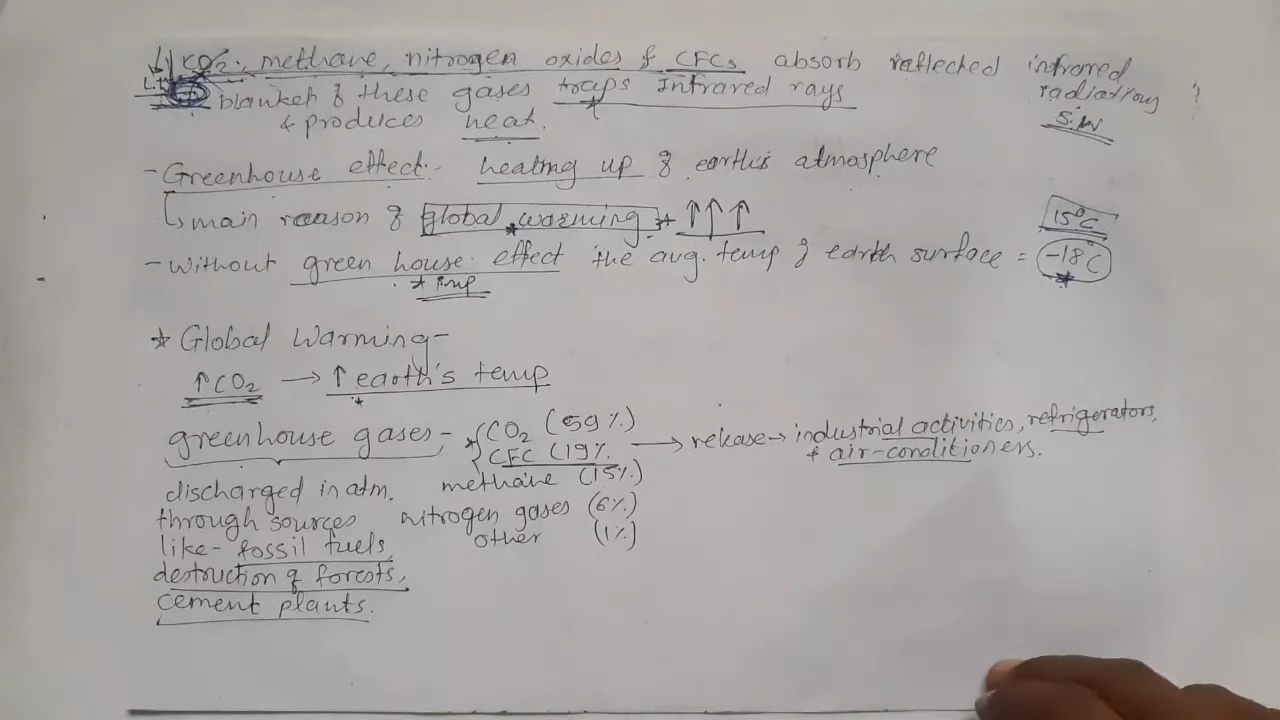 CO2, methane, nitrogen oxides & CFCs absorb reflected infrared radiations
blanket of these gases traps Infrared rays
& produces heat.
S.W
- Greenhouse effect - heating up of earth's atmosphere
main reason of global warming + ↑↑↑
15°C
- Without green house effect the avg. temp of earth surface = -18°C
* Imp
* Global Warming -
↑CO2 → ↑ earth's temp
greenhouse gases - CO2 (59%)
CFC (19%) → release → industrial activities, refrigerators,
& air-conditioners.
discharged in atm. methane (15%)
through sources nitrogen gases (6%)
like - fossil fuels, other (1%)
destruction of forests,
cement plants.